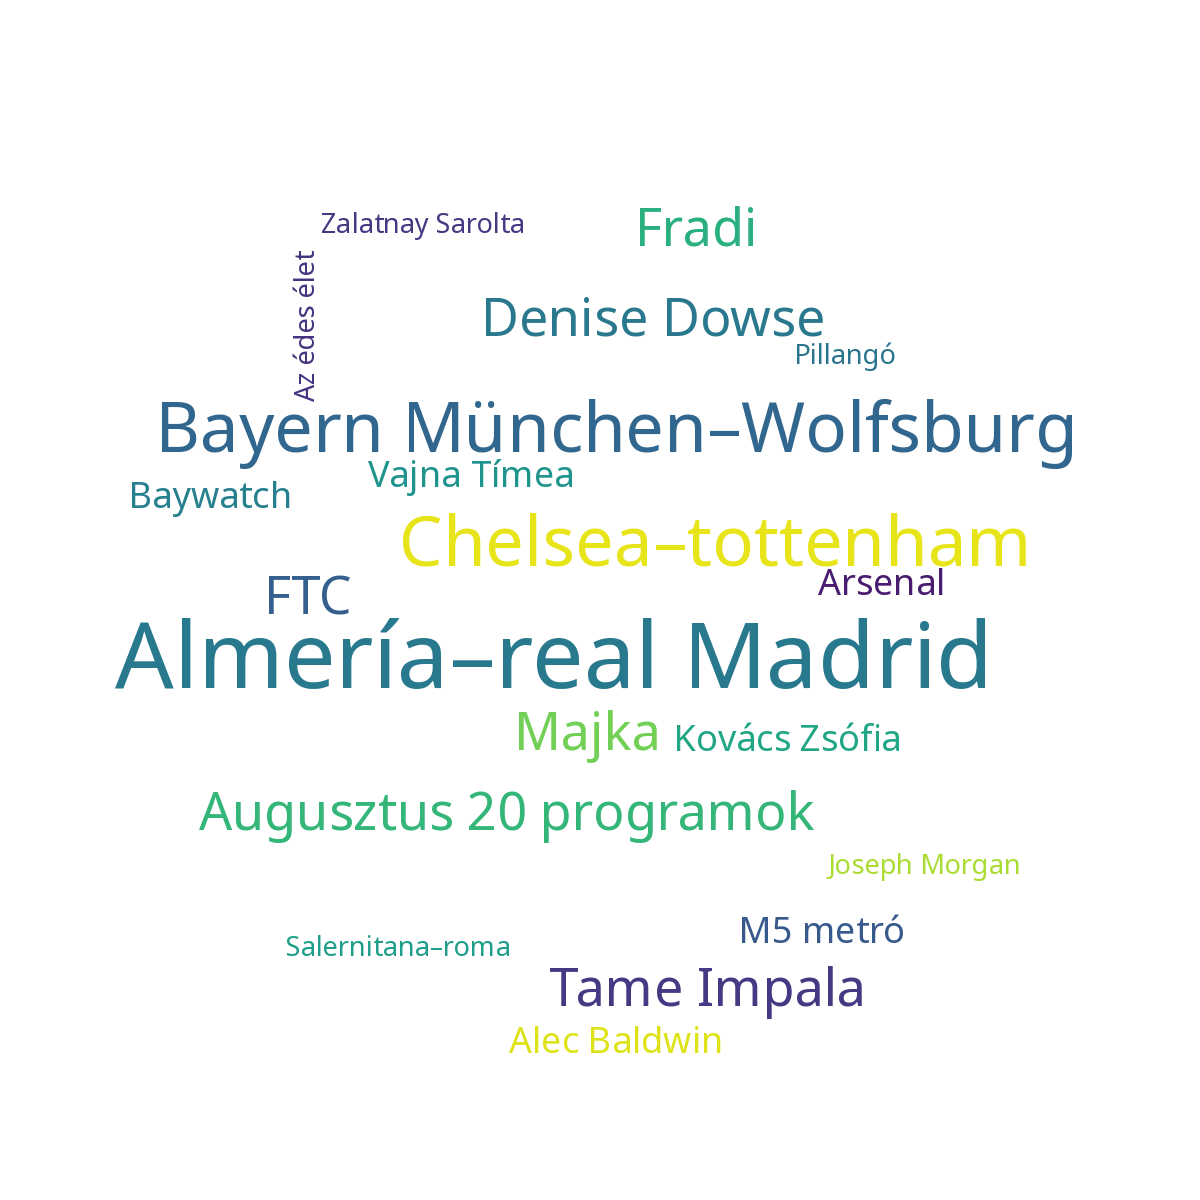 Zalatnay Sarolta
Fradi
Az édes élet
Denise Dowse
Pillangó
Bayern München–Wolfsburg
Vajna Tímea
Baywatch
Chelsea–tottenham
Arsenal
FTC
Almería–real Madrid
Majka
Kovács Zsófia
Augusztus 20 programok
Joseph Morgan
M5 metró
Salernitana–roma
Tame Impala
Alec Baldwin